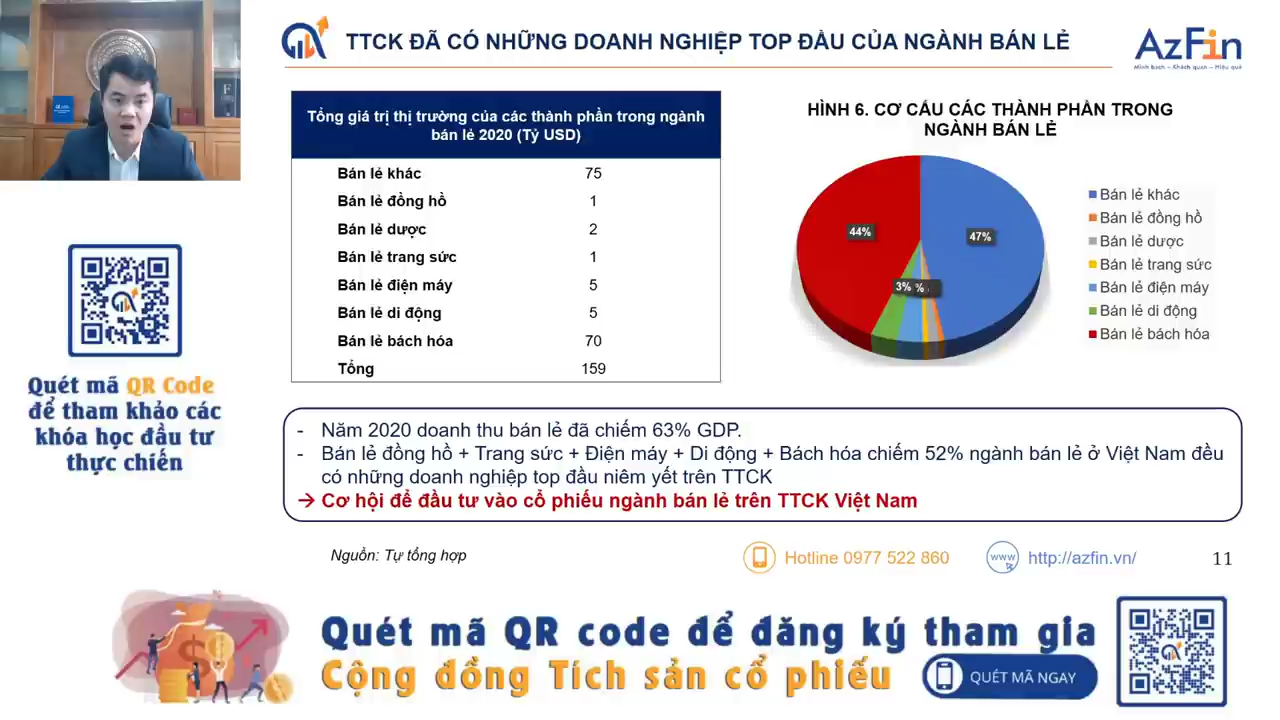 TTCK ĐÃ CÓ NHỮNG DOANH NGHIỆP TOP ĐẦU CỦA NGÀNH BÁN LẺ
AzFin
Minh bạch – Khách quan – Hiệu quả
Tổng giá trị thị trường của các thành phần trong ngành
bán lẻ 2020 (Tỷ USD)
Bán lẻ khác 75
Bán lẻ đồng hồ 1
Bán lẻ dược 2
Bán lẻ trang sức 1
Bán lẻ điện máy 5
Bán lẻ di động 5
Bán lẻ bách hóa 70
Tổng 159
HÌNH 6. CƠ CẤU CÁC THÀNH PHẦN TRONG
NGÀNH BÁN LẺ
44%
47%
3%
%
Bán lẻ khác
Bán lẻ đồng hồ
Bán lẻ dược
Bán lẻ trang sức
Bán lẻ điện máy
Bán lẻ di động
Bán lẻ bách hóa
Quét mã QR Code
để tham khảo các
khóa học đầu tư
thực chiến
- Năm 2020 doanh thu bán lẻ đã chiếm 63% GDP.
- Bán lẻ đồng hồ + Trang sức + Điện máy + Di động + Bách hóa chiếm 52% ngành bán lẻ ở Việt Nam đều
có những doanh nghiệp top đầu niêm yết trên TTCK
→ Cơ hội để đầu tư vào cổ phiếu ngành bán lẻ trên TTCK Việt Nam
Nguồn: Tự tổng hợp
Hotline 0977 522 860
www
http://azfin.vn/
11
Quét mã QR code để đăng ký tham gia
Cộng đồng Tích sản cổ phiếu
QUÉT MÃ NGAY